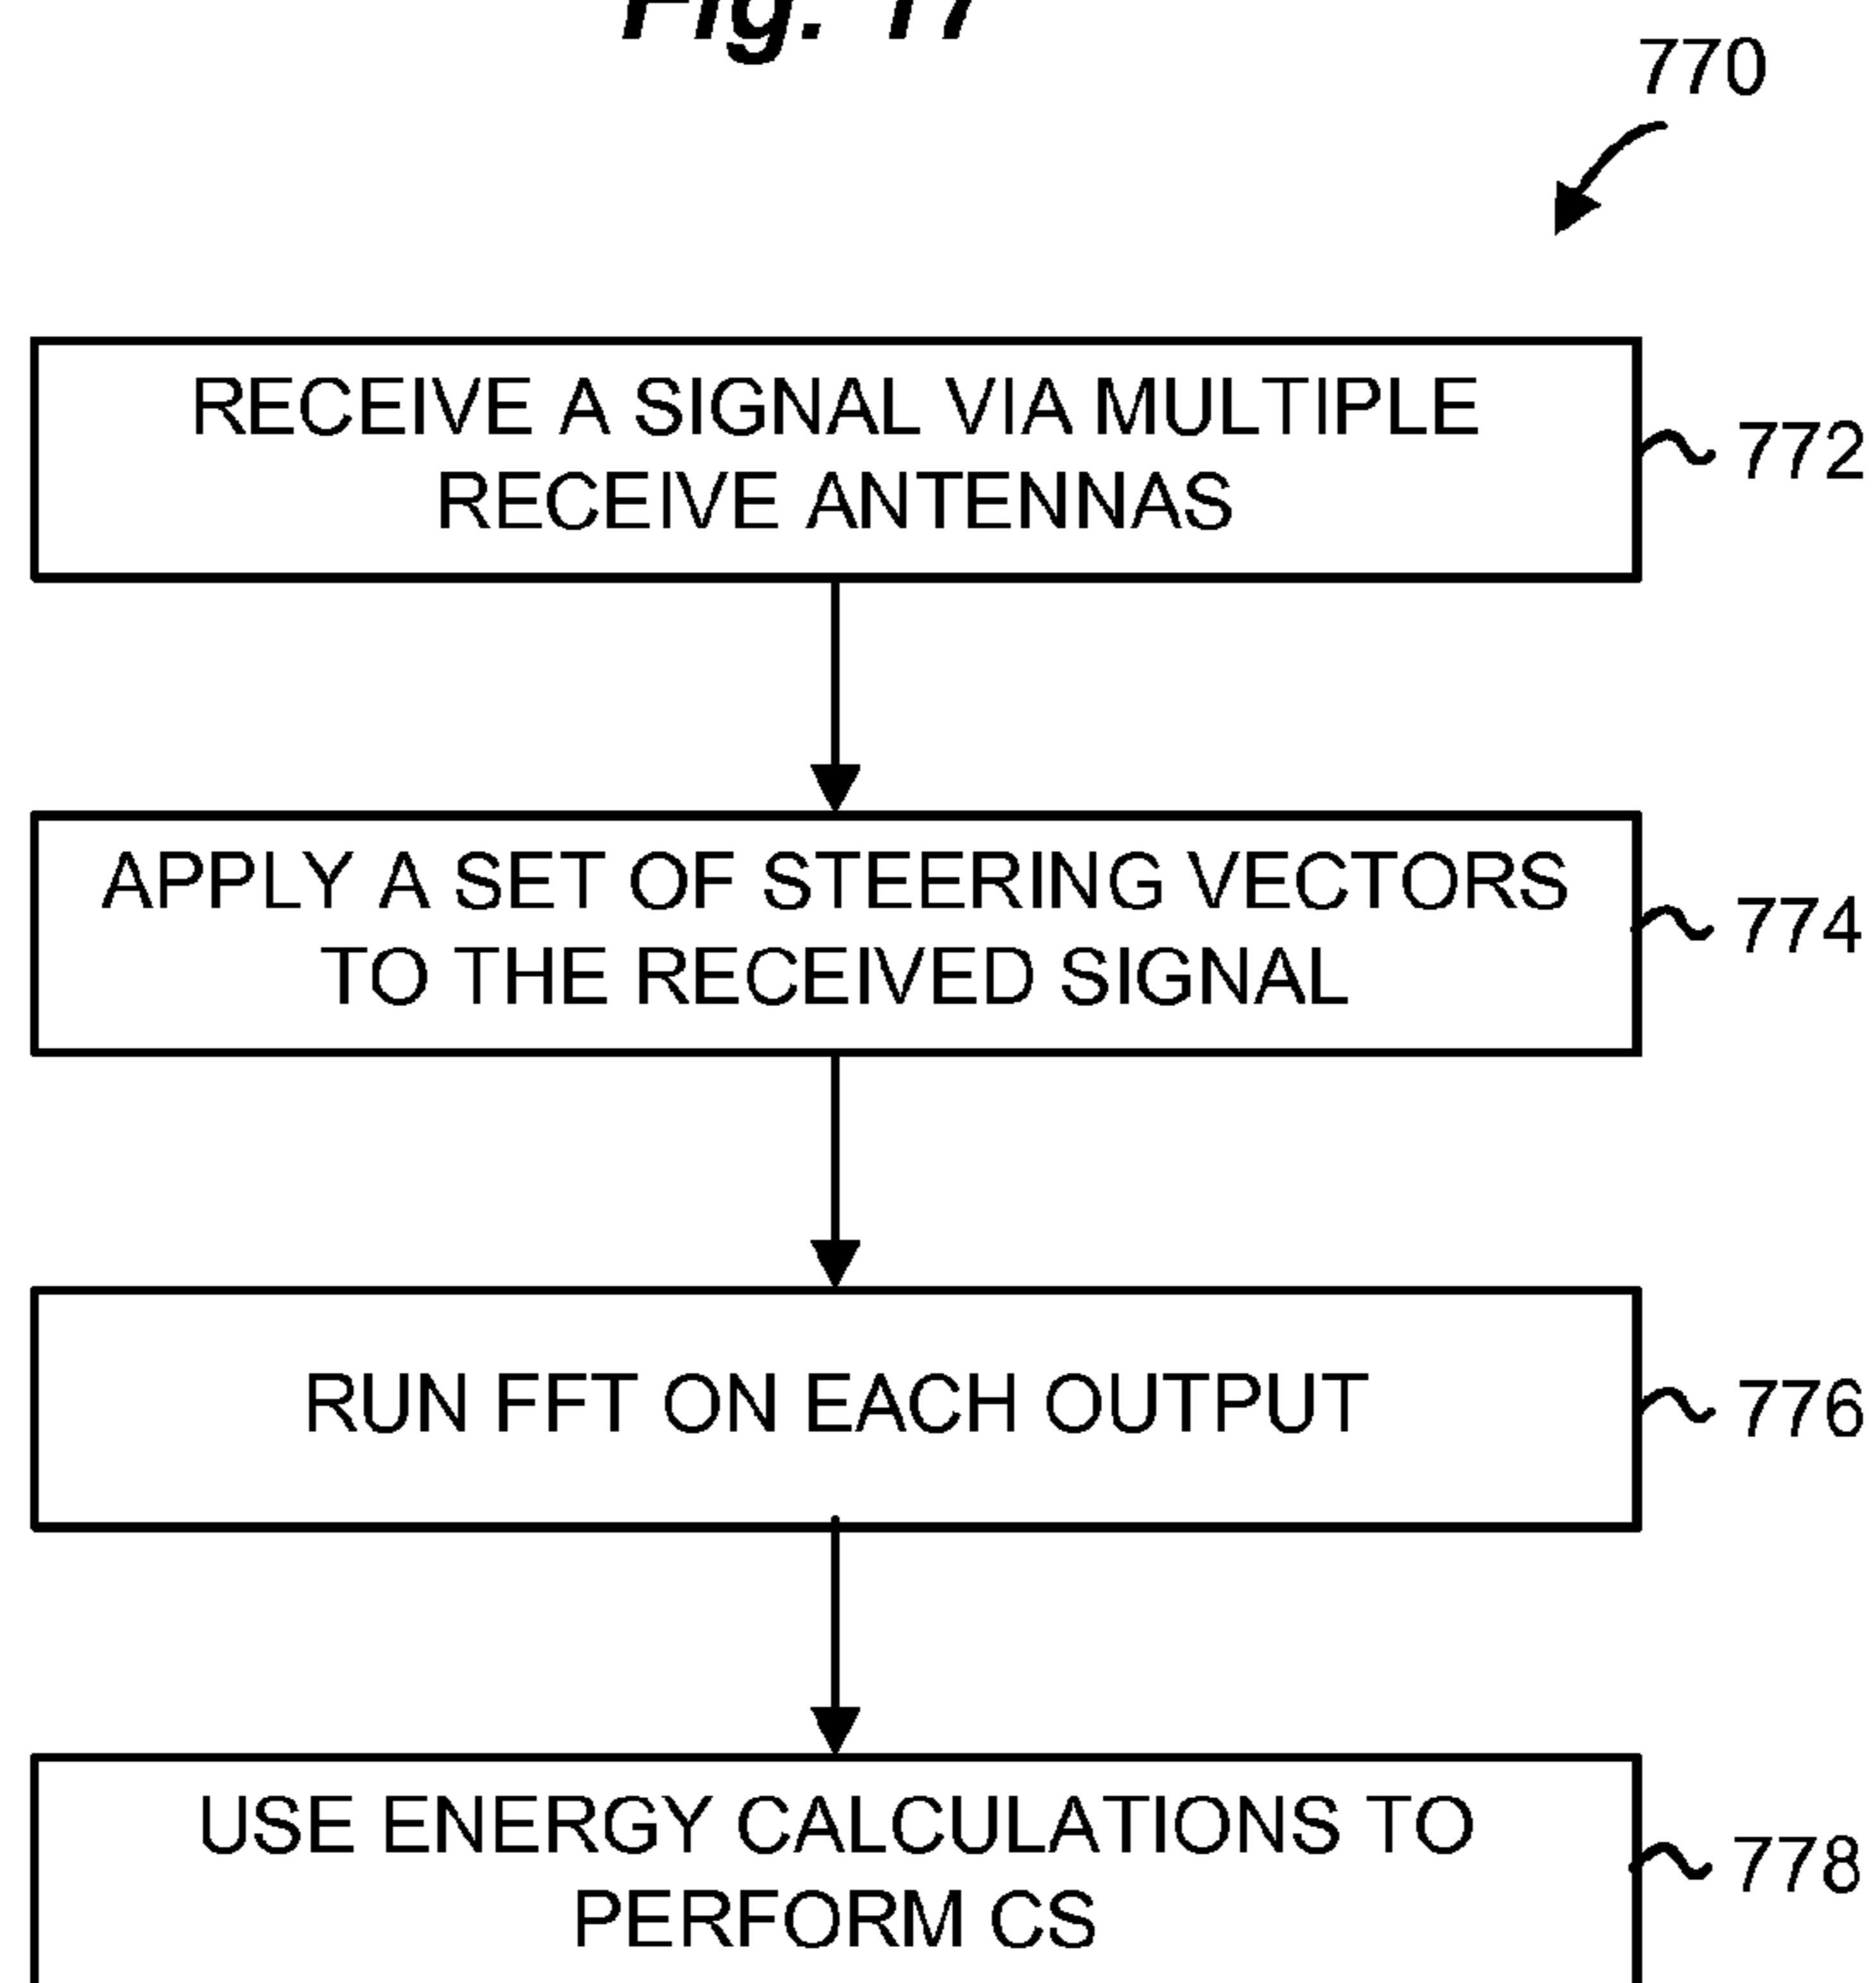 Fig. 17
770
RECEIVE A SIGNAL VIA MULTIPLE
RECEIVE ANTENNAS
772
APPLY A SET OF STEERING VECTORS
TO THE RECEIVED SIGNAL
774
RUN FFT ON EACH OUTPUT
776
USE ENERGY CALCULATIONS TO
PERFORM CS
778